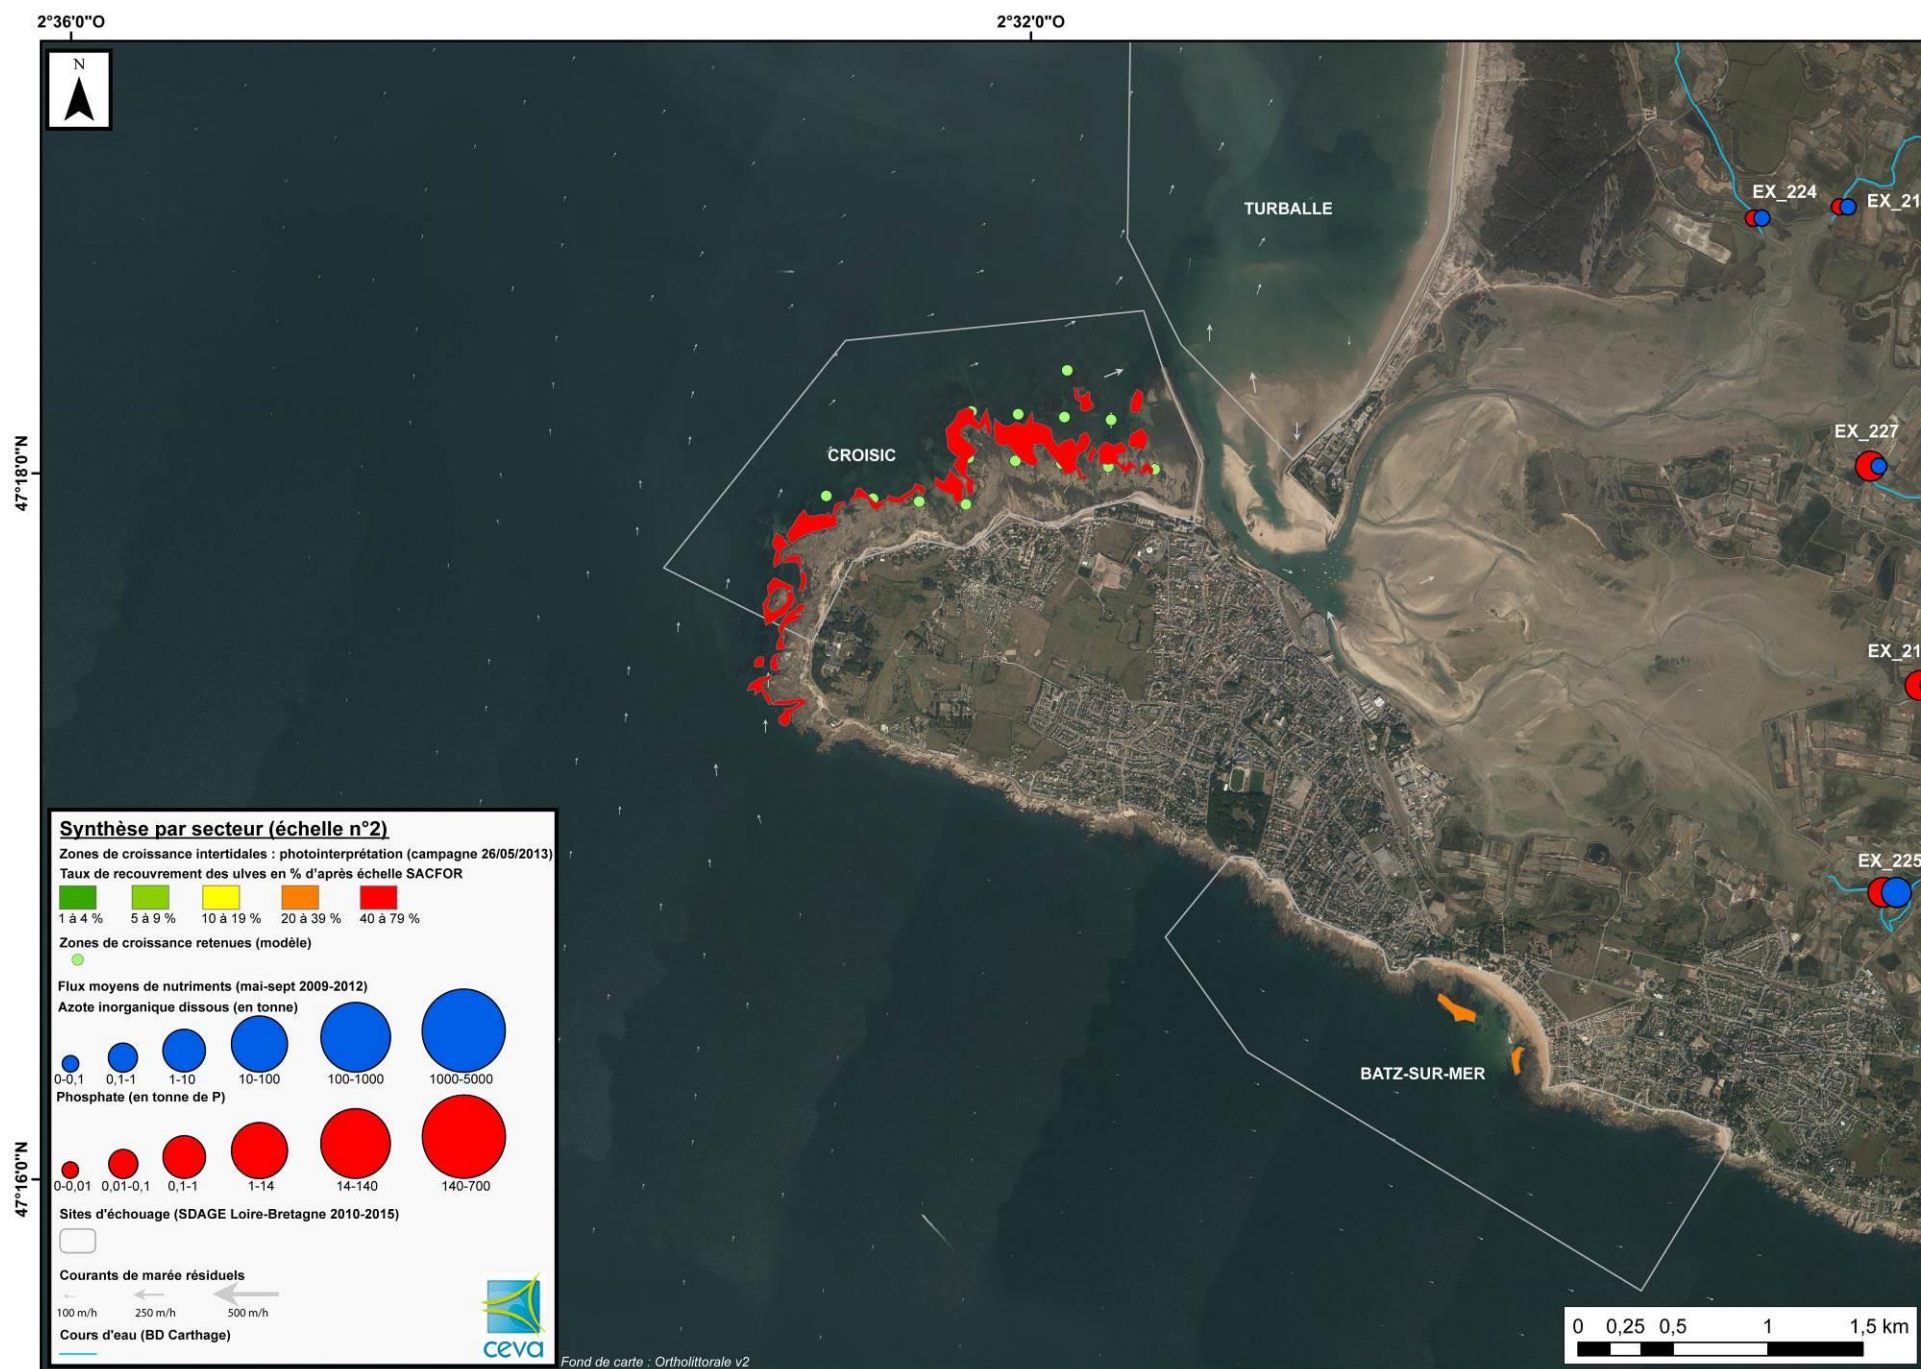 2°36'0"O
2°32'0"O
N
TURBALLE
EX_224
EX_21
CROISIC
47°18'0"N
EX_227
EX_21
EX_225
BATZ-SUR-MER
47°16'0"N
Synthèse par secteur (échelle n°2)
Zones de croissance intertidales : photointerprétation (campagne 26/05/2013)
Taux de recouvrement des ulves en % d'après échelle SACFOR
1 à 4 % 5 à 9 % 10 à 19 % 20 à 39 % 40 à 79 %
Zones de croissance retenues (modèle)
Flux moyens de nutriments (mai-sept 2009-2012)
Azote inorganique dissous (en tonne)
0-0,1 0,1-1 1-10 10-100 100-1000 1000-5000
Phosphate (en tonne de P)
0-0,01 0,01-0,1 0,1-1 1-14 14-140 140-700
Sites d'échouage (SDAGE Loire-Bretagne 2010-2015)
Courants de marée résiduels
100 m/h 250 m/h 500 m/h
Cours d'eau (BD Carthage)
ceva
Fond de carte : Ortholittorale v2
0 0,25 0,5 1 1,5 km